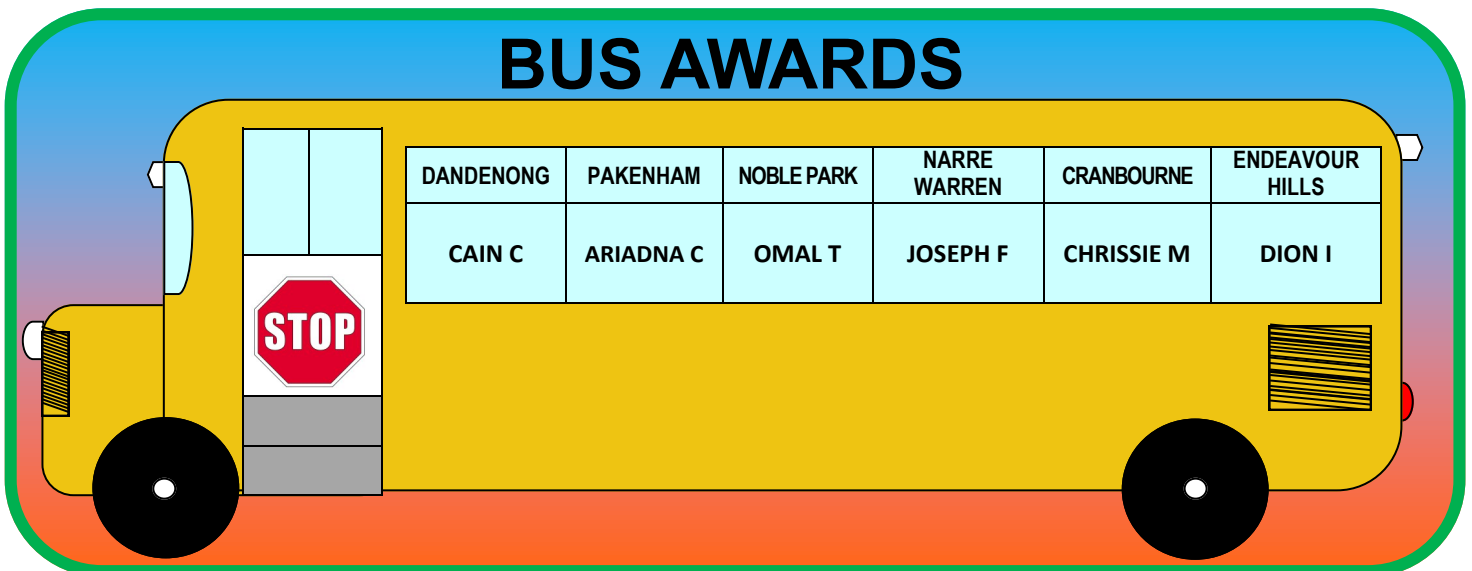 BUS AWARDS
DANDENONG PAKENHAM NOBLE PARK NARRE WARREN CRANBOURNE ENDEAVOUR HILLS
CAIN C ARIADNA C OMAL T JOSEPH F CHRISSIE M DION I
STOP